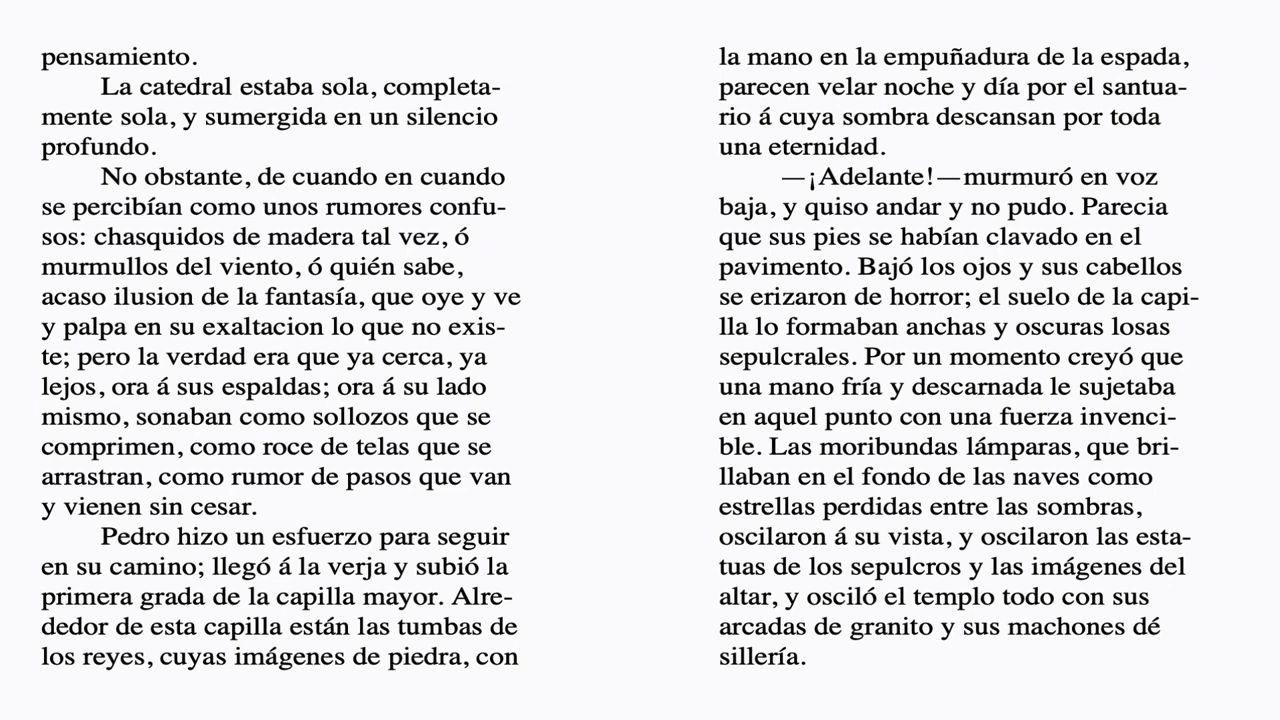 pensamiento.
La catedral estaba sola, completa-
mente sola, y sumergida en un silencio
profundo.
No obstante, de cuando en cuando
se percibían como unos rumores confu-
sos: chasquidos de madera tal vez, ó
murmullos del viento, ó quién sabe,
acaso ilusion de la fantasía, que oye y ve
y palpa en su exaltacion lo que no exis-
te; pero la verdad era que ya cerca, ya
lejos, ora á sus espaldas; ora á su lado
mismo, sonaban como sollozos que se
comprimen, como roce de telas que se
arrastran, como rumor de pasos que van
y vienen sin cesar.
Pedro hizo un esfuerzo para seguir
en su camino; llegó á la verja y subió la
primera grada de la capilla mayor. Alre-
dedor de esta capilla están las tumbas de
los reyes, cuyas imágenes de piedra, con
la mano en la empuñadura de la espada,
parecen velar noche y día por el santua-
rio á cuya sombra descansan por toda
una eternidad.
—¡Adelante!—murmuró en voz
baja, y quiso andar y no pudo. Parecia
que sus pies se habían clavado en el
pavimento. Bajó los ojos y sus cabellos
se erizaron de horror; el suelo de la capi-
lla lo formaban anchas y oscuras losas
sepulcrales. Por un momento creyó que
una mano fría y descarnada le sujetaba
en aquel punto con una fuerza invenci-
ble. Las moribundas lámparas, que bri-
llaban en el fondo de las naves como
estrellas perdidas entre las sombras,
oscilaron á su vista, y oscilaron las esta-
tuas de los sepulcros y las imágenes del
altar, y osciló el templo todo con sus
arcadas de granito y sus machones dé
sillería.